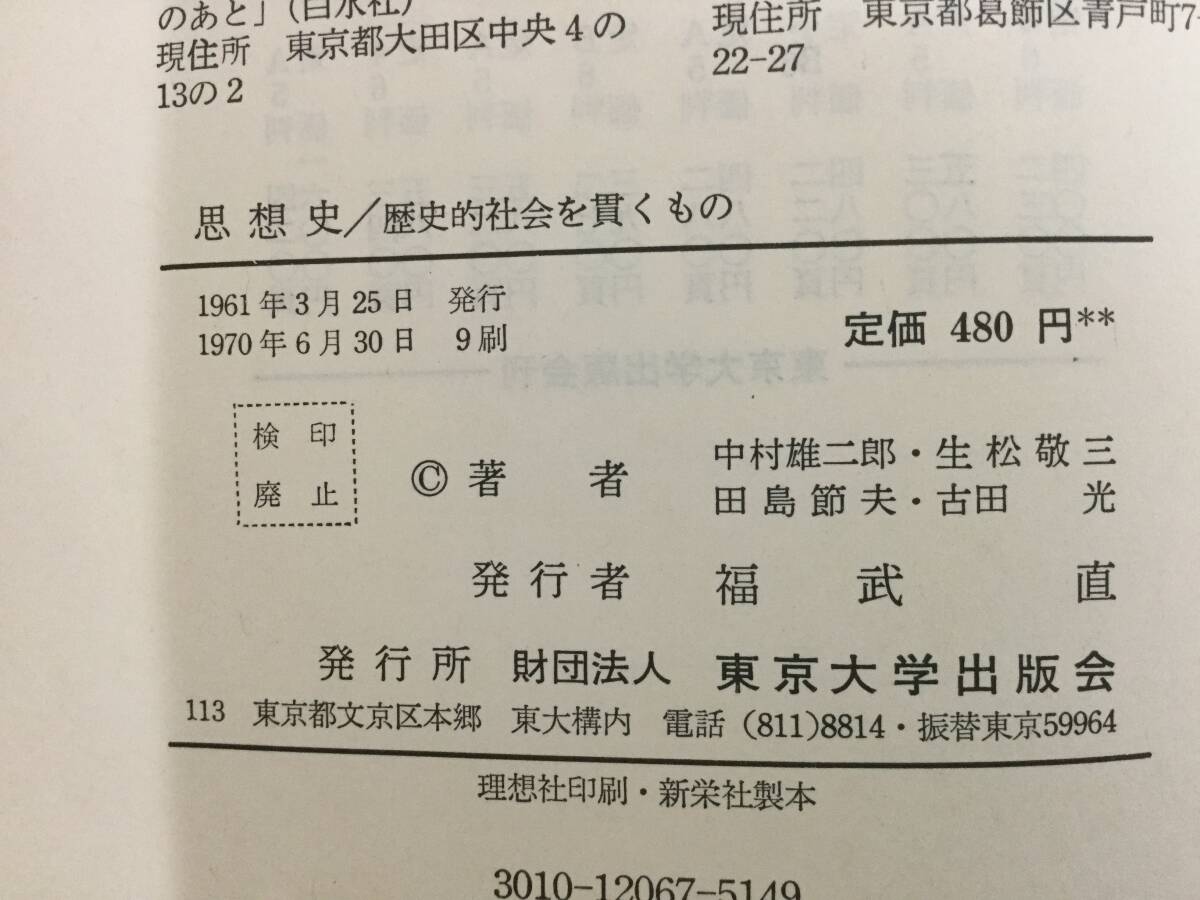 のあと」(白水社)
現住所 東京都大田区中央4の
13の2
現住所 東京都葛飾区青戸町7-
22-27
思想史/歴史的社会を貫くもの
1961年3月25日 発行
1970年6月30日 9刷
定価 480 円**
検印
廃止
© 著者
中村雄二郎・生松敬三
田島節夫・古田光
発行者 福武直
発行所 財団法人 東京大学出版会
113 東京都文京区本郷 東大構内 電話 (811)8814・振替東京59964
理想社印刷・新栄社製本
3010-12067-5149